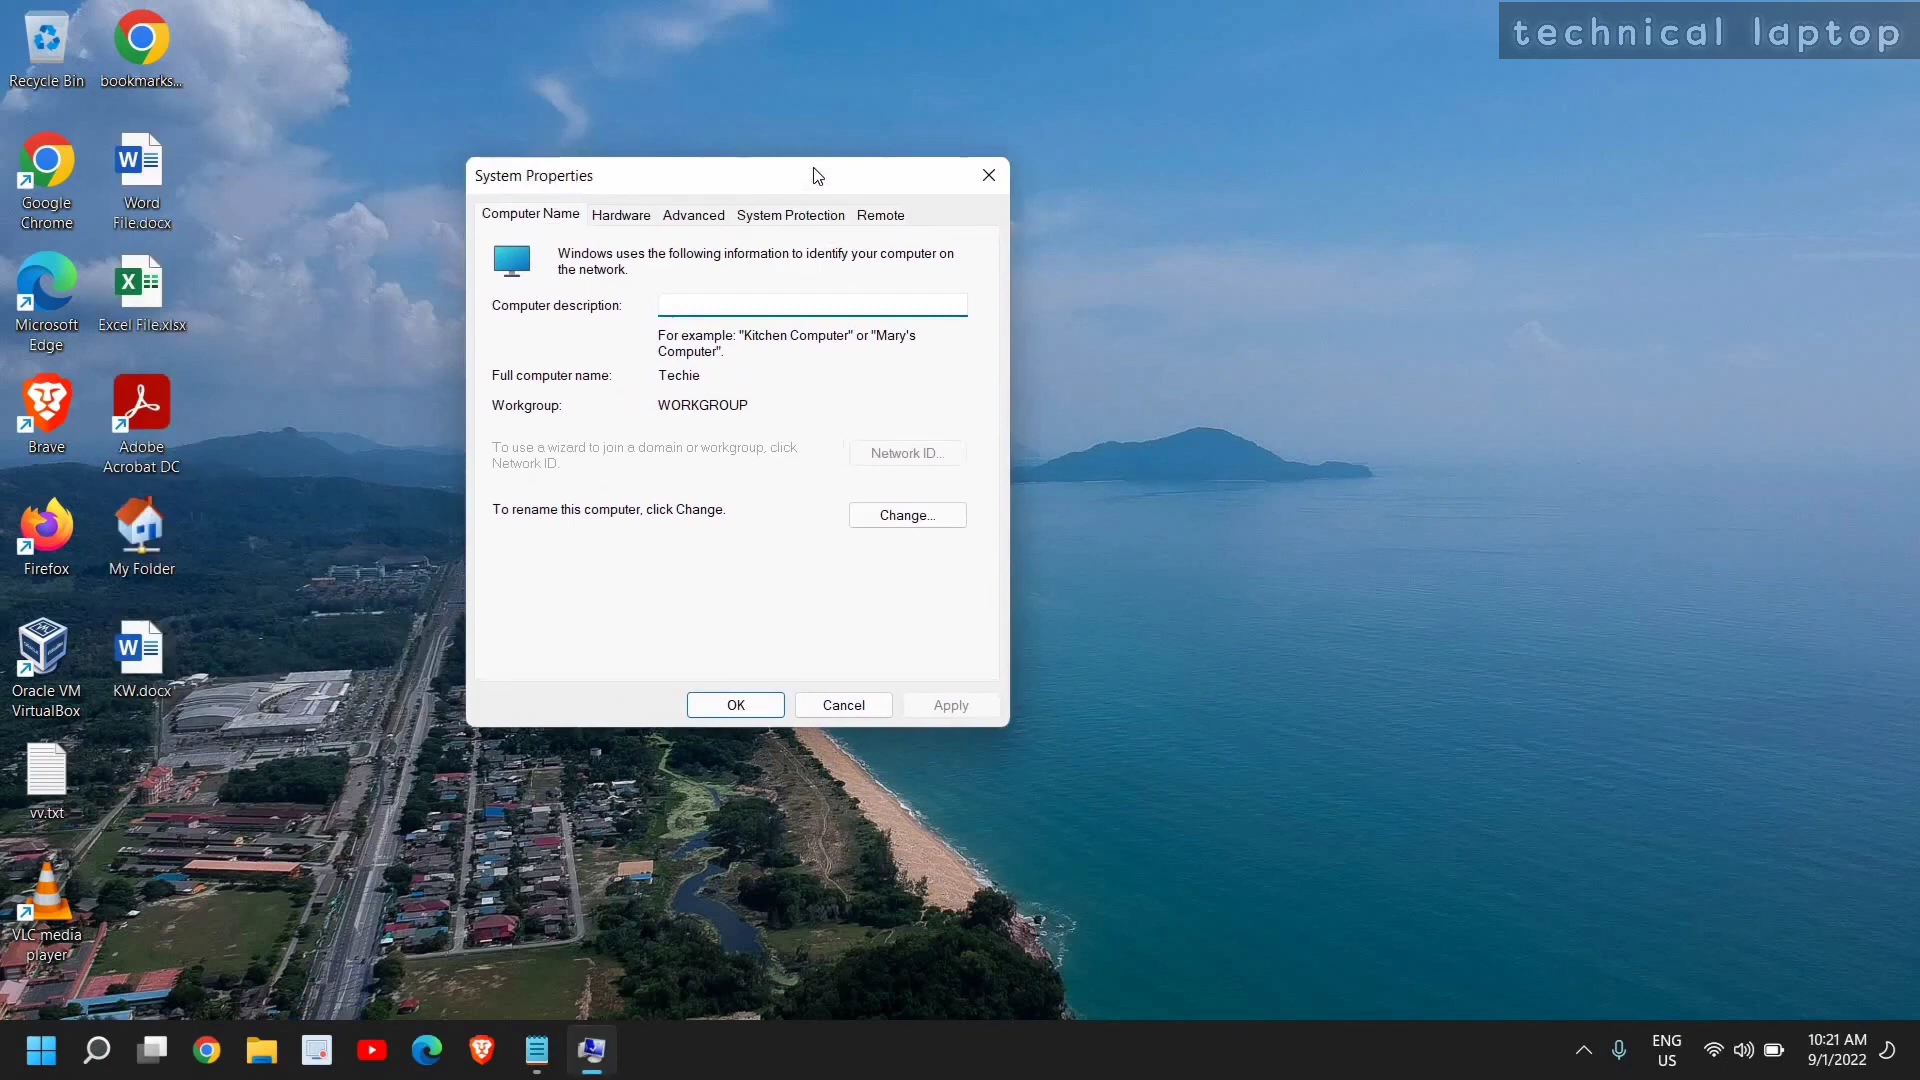 technical laptop
Recycle Bin
bookmarks...
Google
Chrome
Word
File.docx
Microsoft
Edge
Excel File.xlsx
Brave
Adobe
Acrobat DC
Firefox
My Folder
Oracle VM
VirtualBox
KW.docx
vv.txt
VLC media
player
System Properties
Computer Name Hardware Advanced System Protection Remote
Windows uses the following information to identify your computer on
the network.
Computer description:
For example: "Kitchen Computer" or "Mary's
Computer".
Full computer name: Techie
Workgroup: WORKGROUP
To use a wizard to join a domain or workgroup, click
Network ID.
Network ID...
To rename this computer, click Change.
Change...
OK Cancel Apply
ENG
US
10:21 AM
9/1/2022